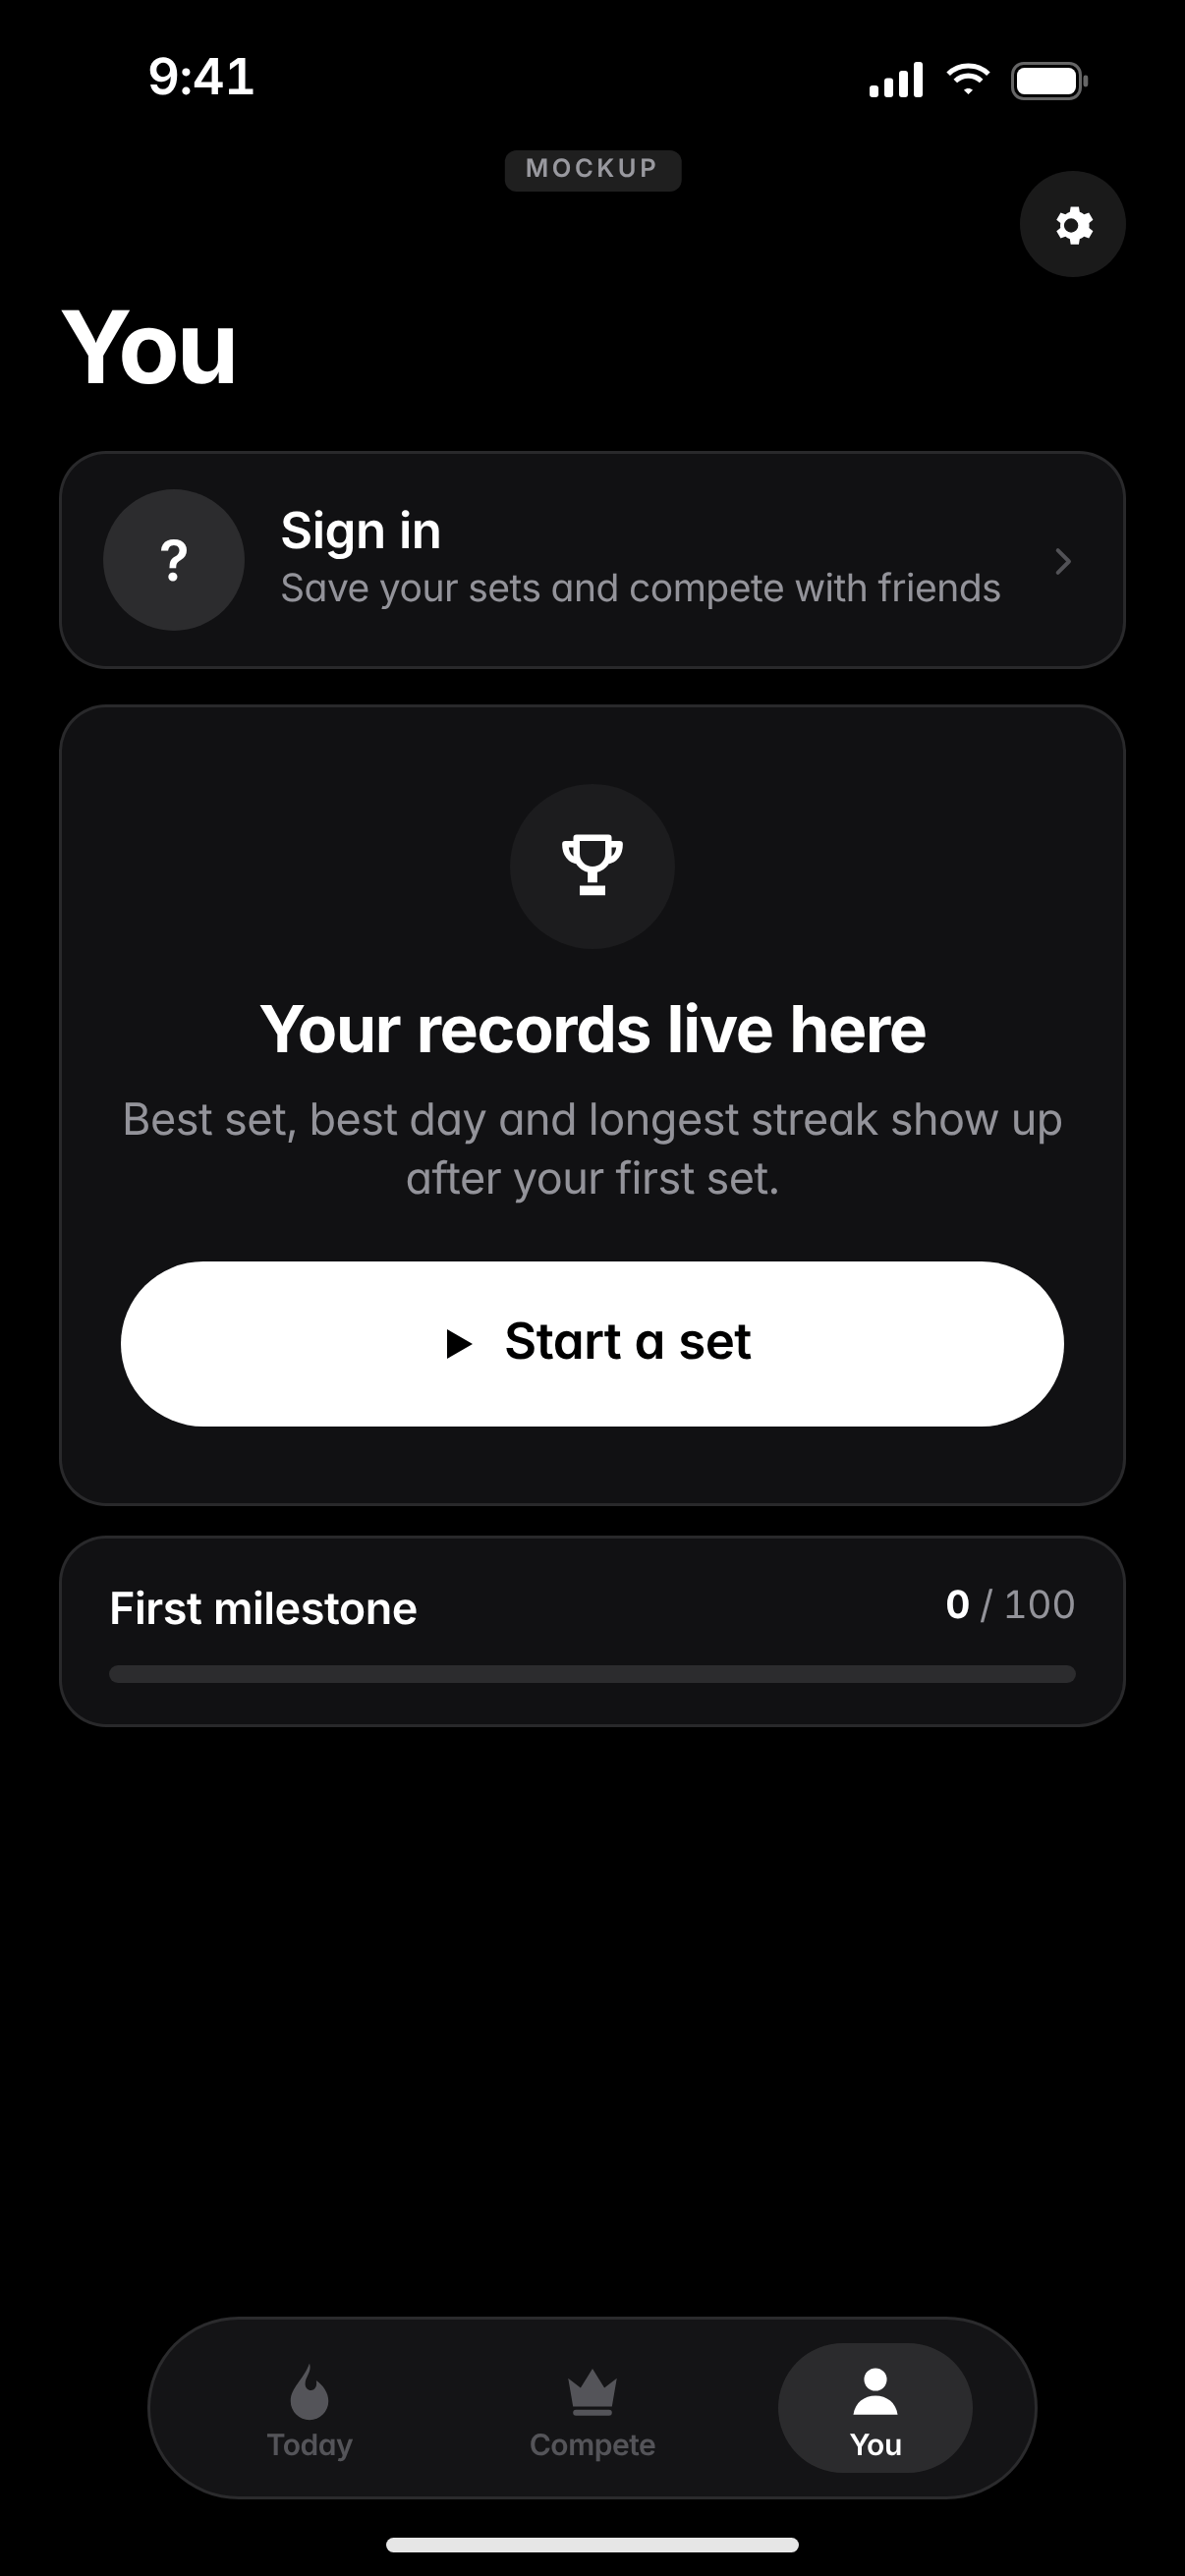 9:41
MOCKUP
You
?
Sign in
Save your sets and compete with friends
Your records live here
Best set, best day and longest streak show up
after your first set.
Start a set
First milestone
0 / 100
Today
Compete
You